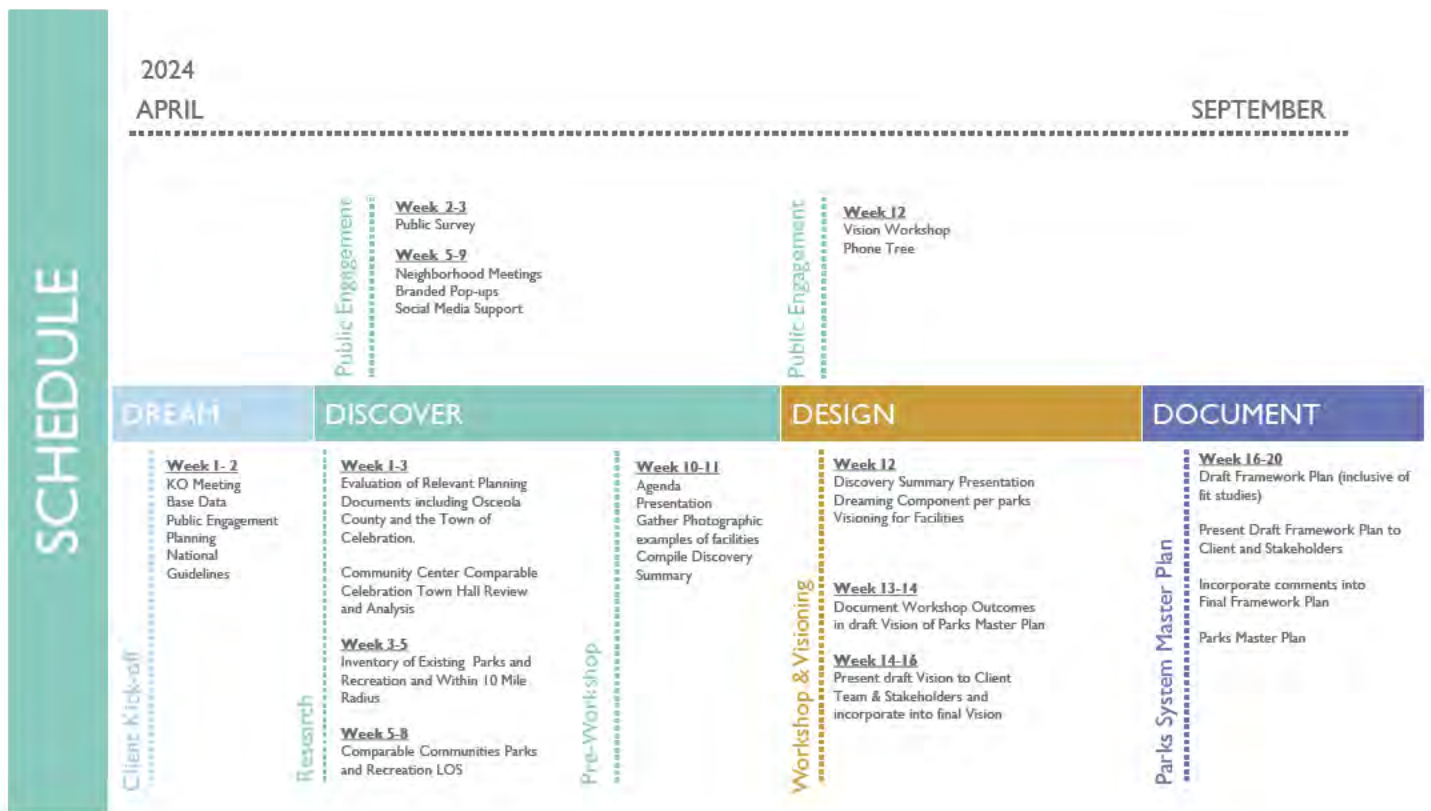 SCHEDULE
2024
APRIL
SEPTEMBER
Public Engagement
Week 2-3
Public Survey
Week 5-9
Neighborhood Meetings
Branded Pop-ups
Social Media Support
Public Engagement
Week 12
Vision Workshop
Phone Tree
DREAM
DISCOVER
DESIGN
DOCUMENT
Client Kick-off
Week 1- 2
KO Meeting
Base Data
Public Engagement
Planning
National
Guidelines
Research
Week 1-3
Evaluation of Relevant Planning
Documents including Osceola
County and the Town of
Celebration.
Community Center Comparable
Celebration Town Hall Review
and Analysis
Week 3-5
Inventory of Existing Parks and
Recreation and Within 10 Mile
Radius
Week 5-8
Comparable Communities Parks
and Recreation LOS
Pre-Workshop
Week 10-11
Agenda
Presentation
Gather Photographic
examples of facilities
Compile Discovery
Summary
Workshop & Visioning
Week 12
Discovery Summary Presentation
Dreaming Component per parks
Visioning for Facilities
Week 13-14
Document Workshop Outcomes
in draft Vision of Parks Master Plan
Week 14-16
Present draft Vision to Client
Team & Stakeholders and
incorporate into final Vision
Parks System Master Plan
Week 16-20
Draft Framework Plan (inclusive of
fit studies)
Present Draft Framework Plan to
Client and Stakeholders
Incorporate comments into
Final Framework Plan
Parks Master Plan